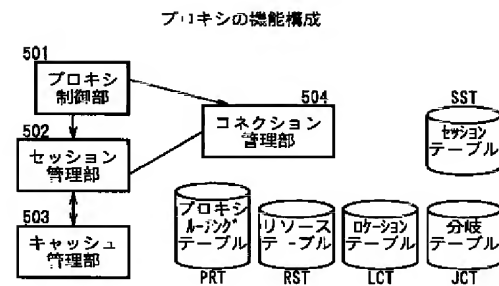 プロキシの機能構成
501
プロキシ
制御部
504
コネクション
管理部
SST
セッション
テーブル
502
セッション
管理部
503
キャッシュ
管理部
プロキシ
ルーチング
テーブル
PRT
リソース
テーブル
RST
ロケーション
テーブル
LCT
分岐
テーブル
JCT